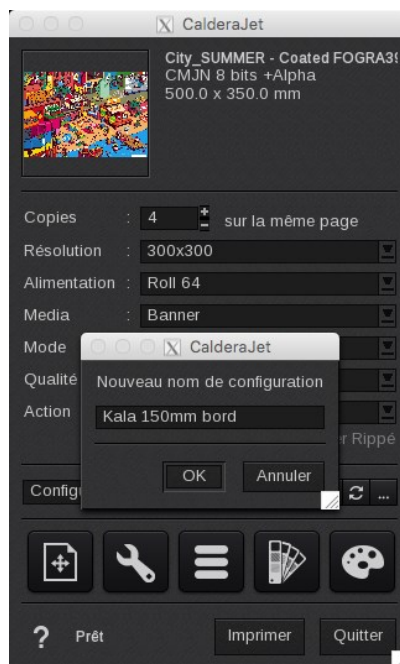 CalderaJet
City_SUMMER - Coated FOGRA39
CMJN 8 bits +Alpha
500.0 x 350.0 mm
Copies : 4 sur la même page
Résolution : 300x300
Alimentation : Roll 64
Media : Banner
Mode
CalderaJet
Qualité
Nouveau nom de configuration
Action
Kala 150mm bord
r Rippé
OK Annuler
Config
...
? Prêt
Imprimer Quitter